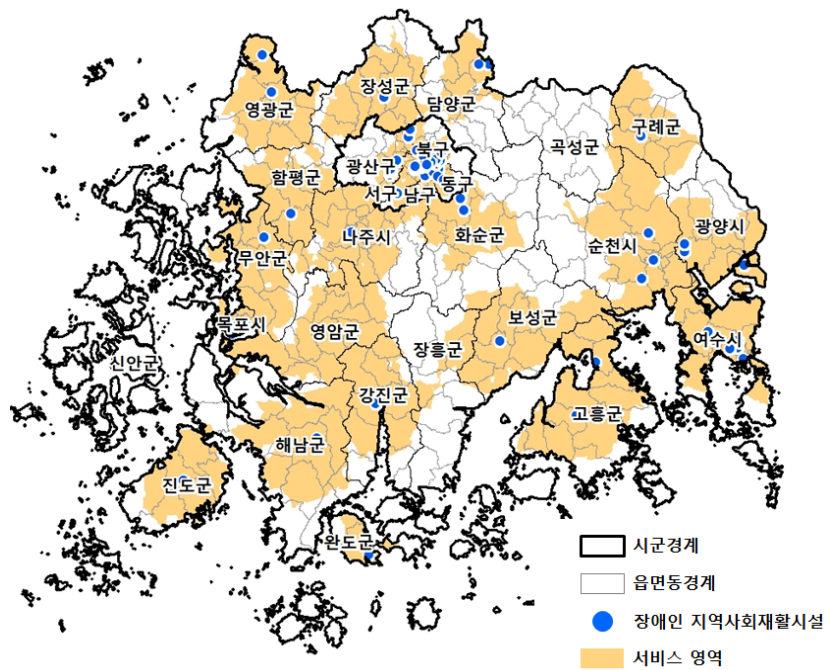 장성군
영광군
담양군
구례군
북구
곡성군
광산구
함평군
동구
서구
남구
나주시
화순군
순천시
광양시
무안군
목포시
영암군
보성군
장흥군
여수시
신안군
강진군
고흥군
해남군
진도군
완도군
시군경계
읍면동경계
장애인 지역사회재활시설
서비스 영역